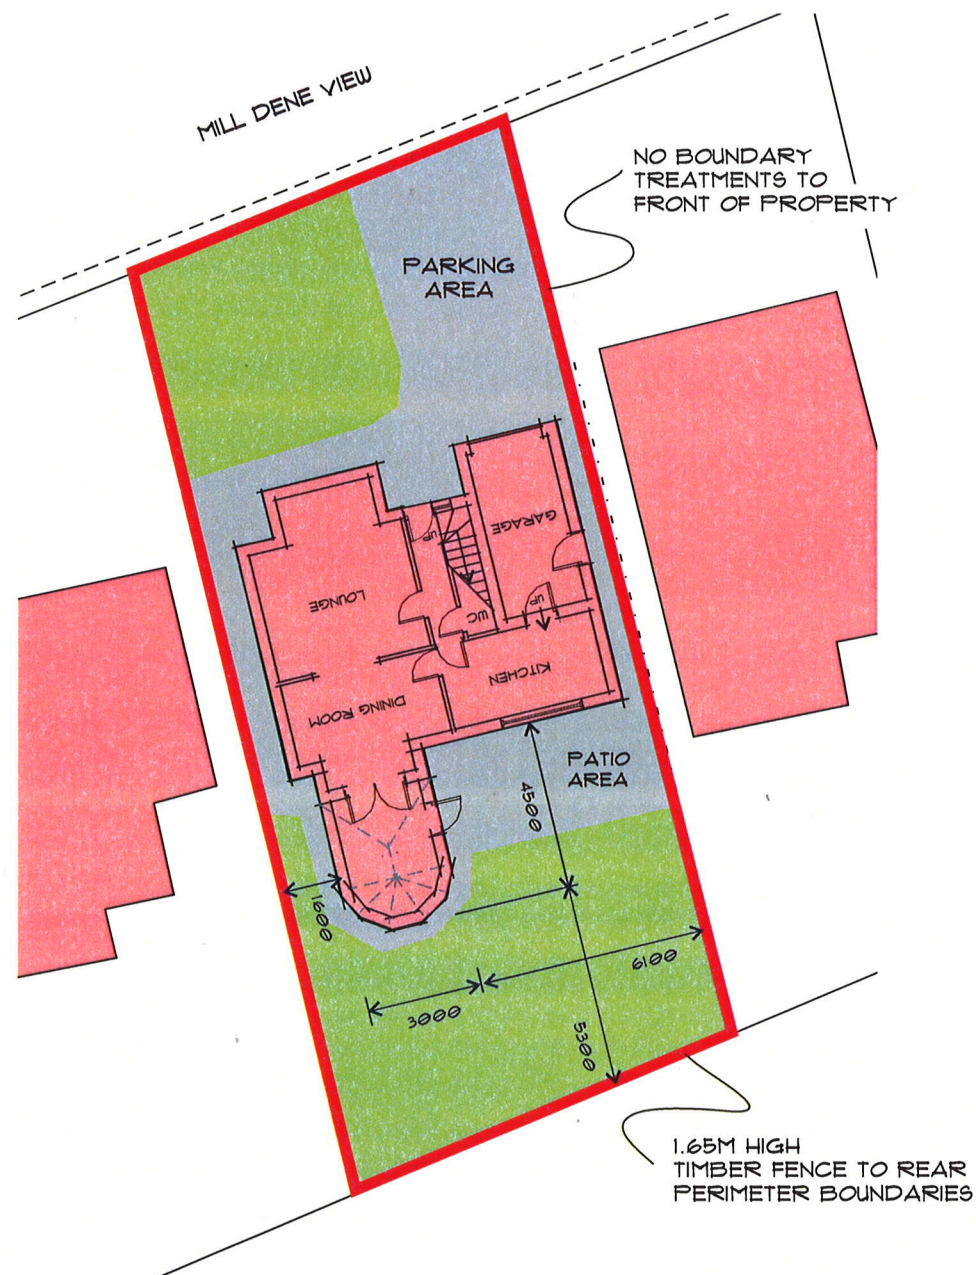 MILL DENE VIEW
NO BOUNDARY
TREATMENTS TO
FRONT OF PROPERTY
PARKING
AREA
GARAGE
UP
LOUNGE
WC
UP
KITCHEN
DINING ROOM
PATIO
AREA
4500
1600
6100
3000
5300
1.65M HIGH
TIMBER FENCE TO REAR
PERIMETER BOUNDARIES